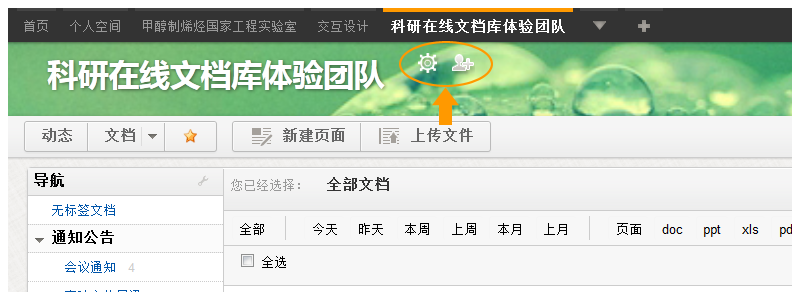 首页 个人空间 甲醇制烯烃国家工程实验室 交互设计 科研在线文档库体验团队
科研在线文档库体验团队
动态 文档 新建页面 上传文件
导航
您已经选择： 全部文档
无标签文档
全部 今天 昨天 本周 上周 本月 上月 页面 doc ppt xls pd
通知公告
全选
会议通知 4